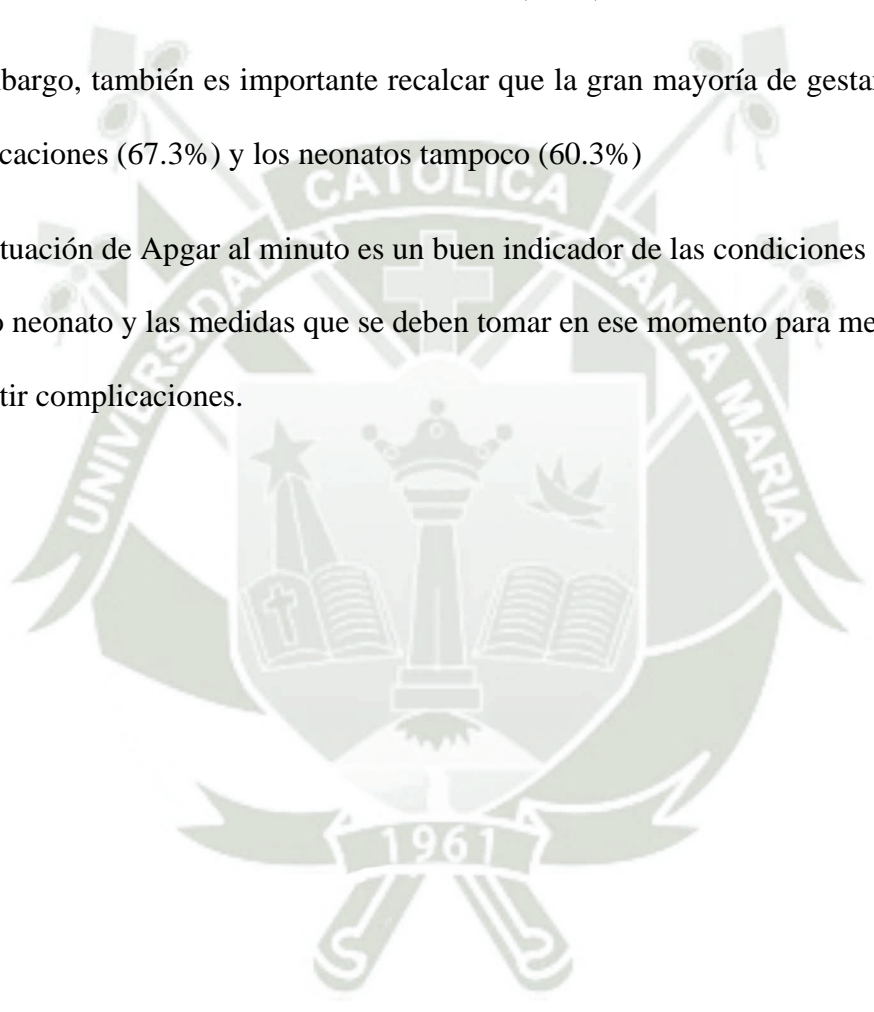 bargo, también es importante recalcar que la gran mayoría de gesta
caciones (67.3%) y los neonatos tampoco (60.3%)
tuación de Apgar al minuto es un buen indicador de las condiciones
o neonato y las medidas que se deben tomar en ese momento para me
tir complicaciones.
UNIVERSIDAD CATOLICA SANTA MARIA
1961